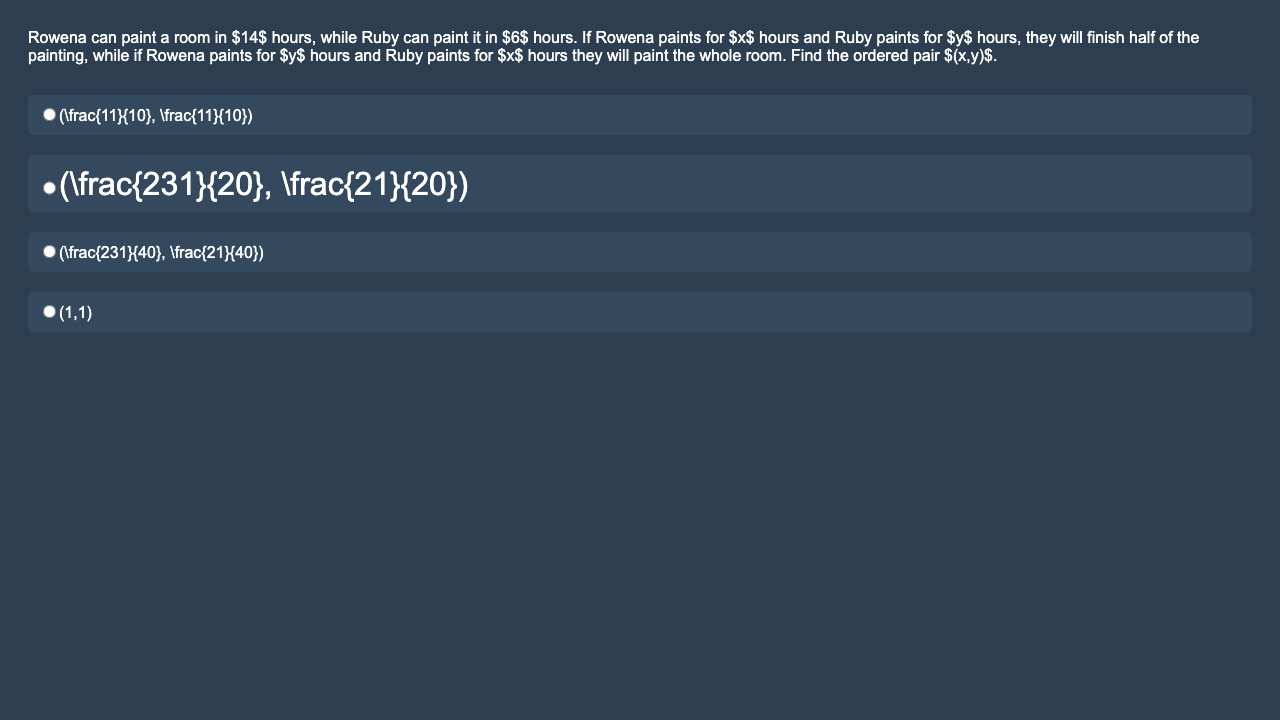 Rowena can paint a room in $14$ hours, while Ruby can paint it in $6$ hours. If Rowena paints for $x$ hours and Ruby paints for $y$ hours, they will finish half of the
painting, while if Rowena paints for $y$ hours and Ruby paints for $x$ hours they will paint the whole room. Find the ordered pair $(x,y)$.
(\frac{11}{10}, \frac{11}{10})
(\frac{231}{20}, \frac{21}{20})
(\frac{231}{40}, \frac{21}{40})
(1,1)